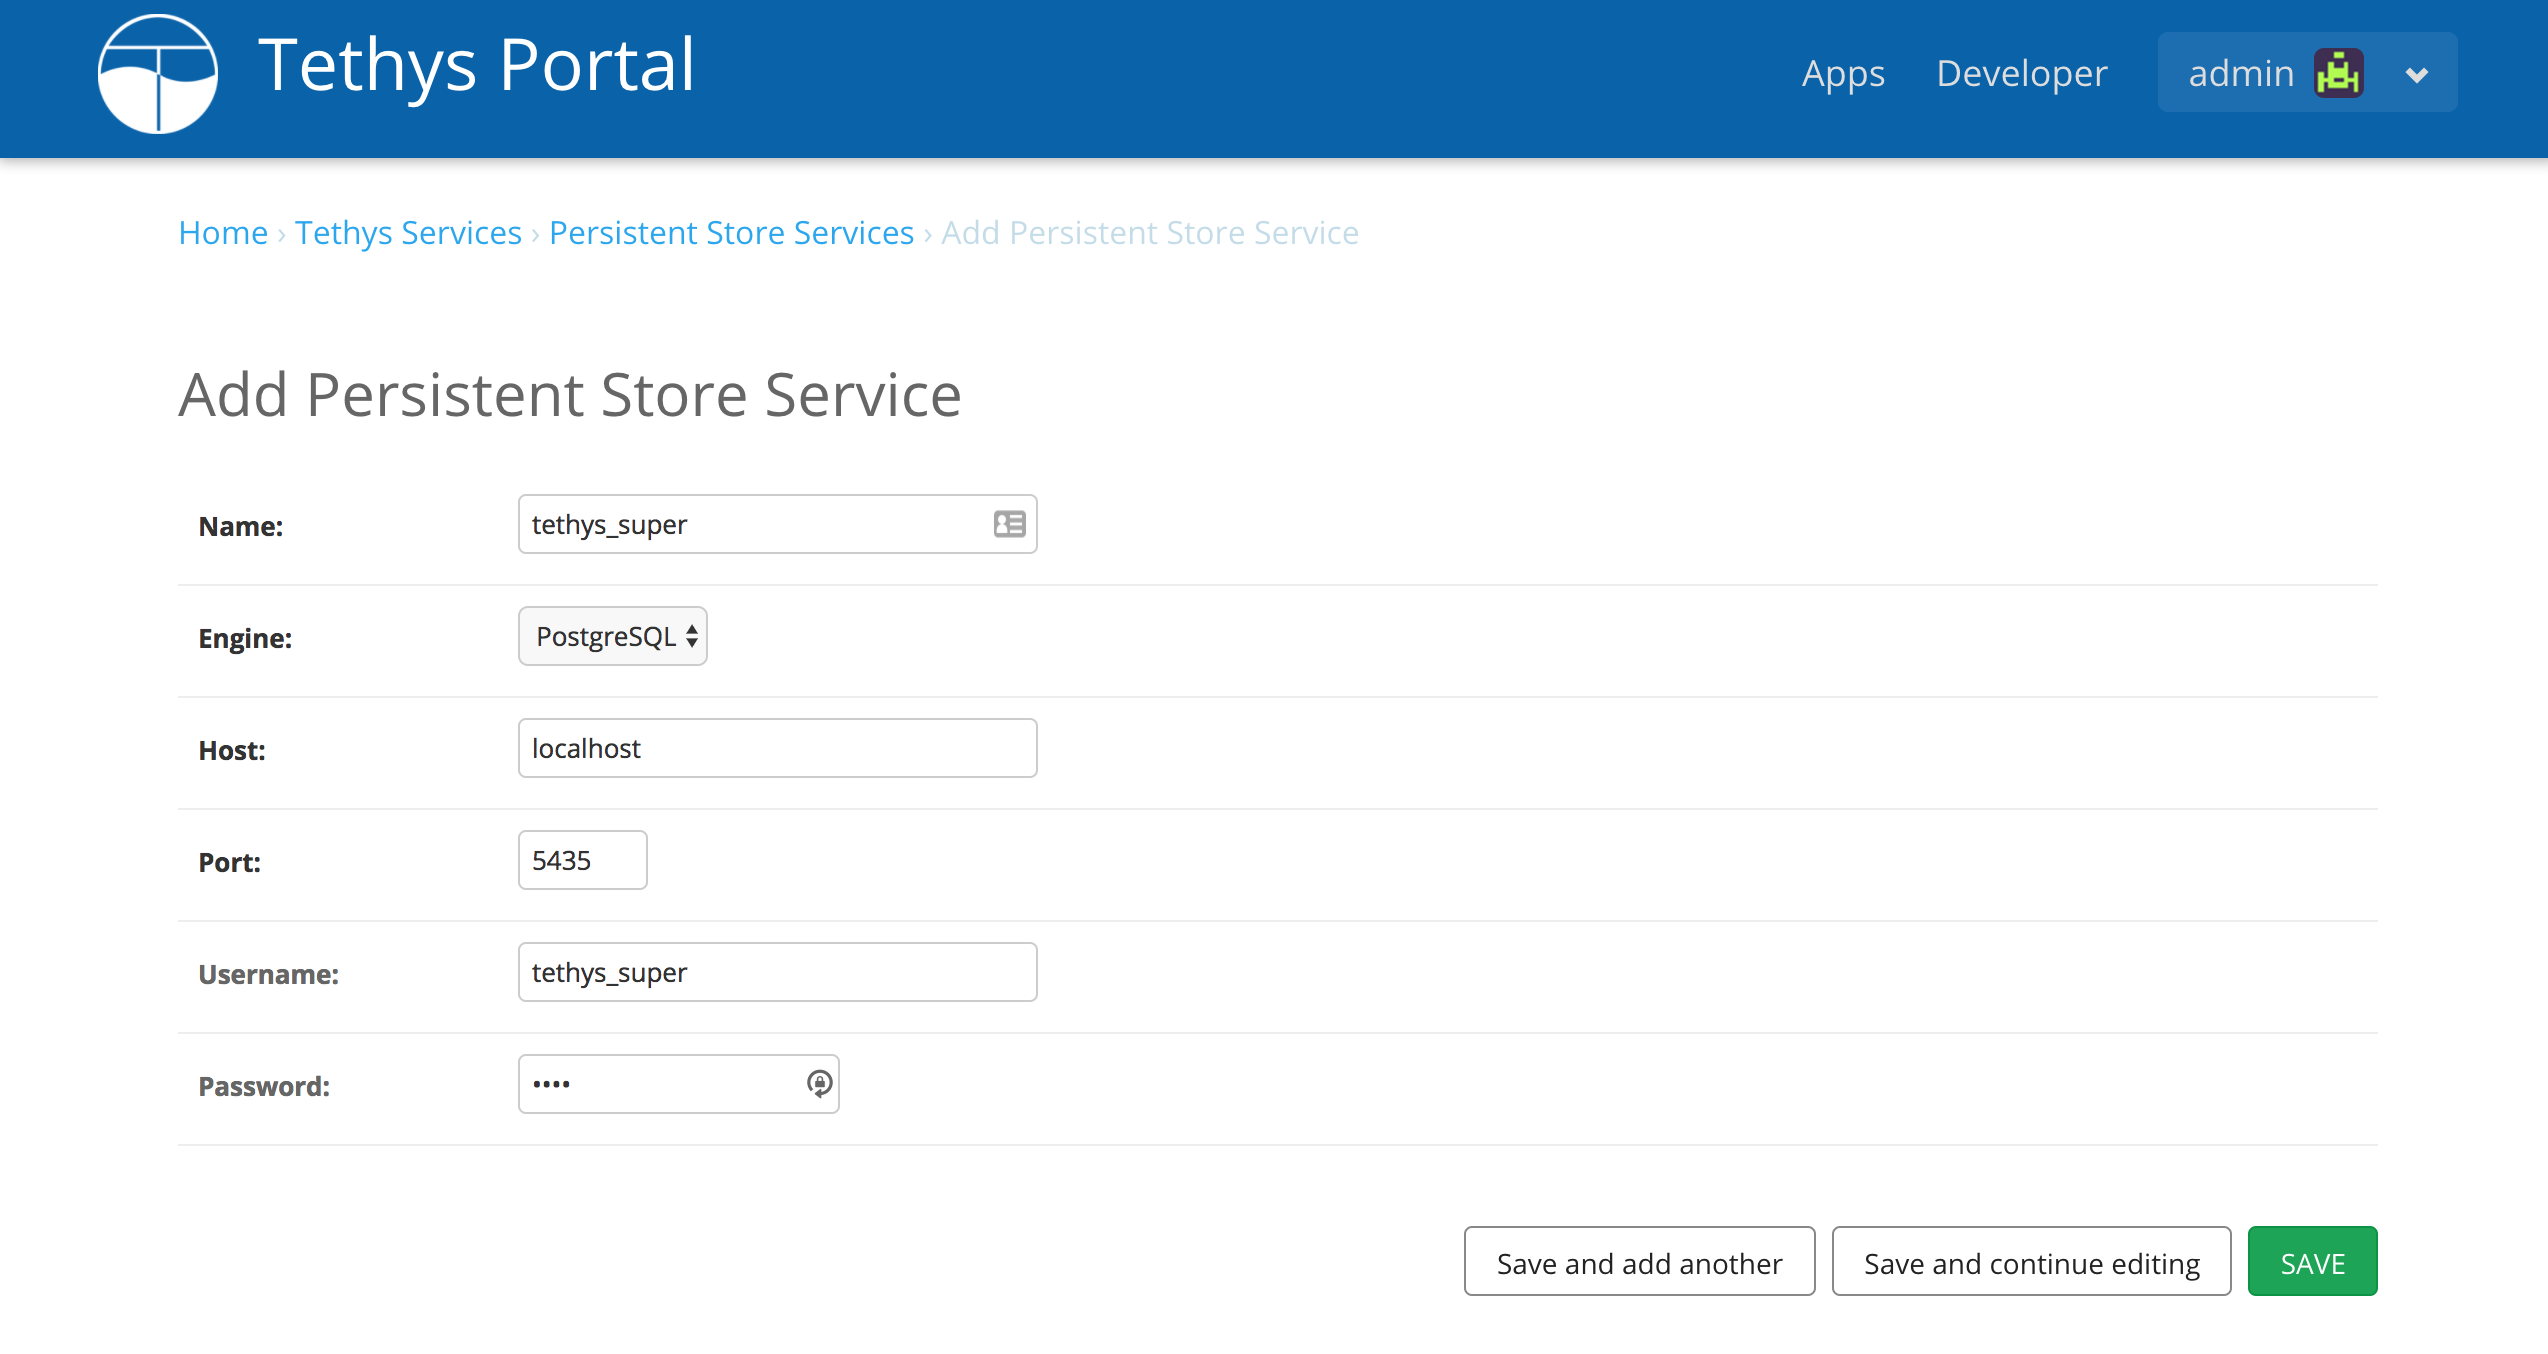 Tethys Portal
Apps Developer admin
Home › Tethys Services › Persistent Store Services › Add Persistent Store Service
Add Persistent Store Service
Name: tethys_super
Engine: PostgreSQL
Host: localhost
Port: 5435
Username: tethys_super
Password: ••••
Save and add another Save and continue editing SAVE